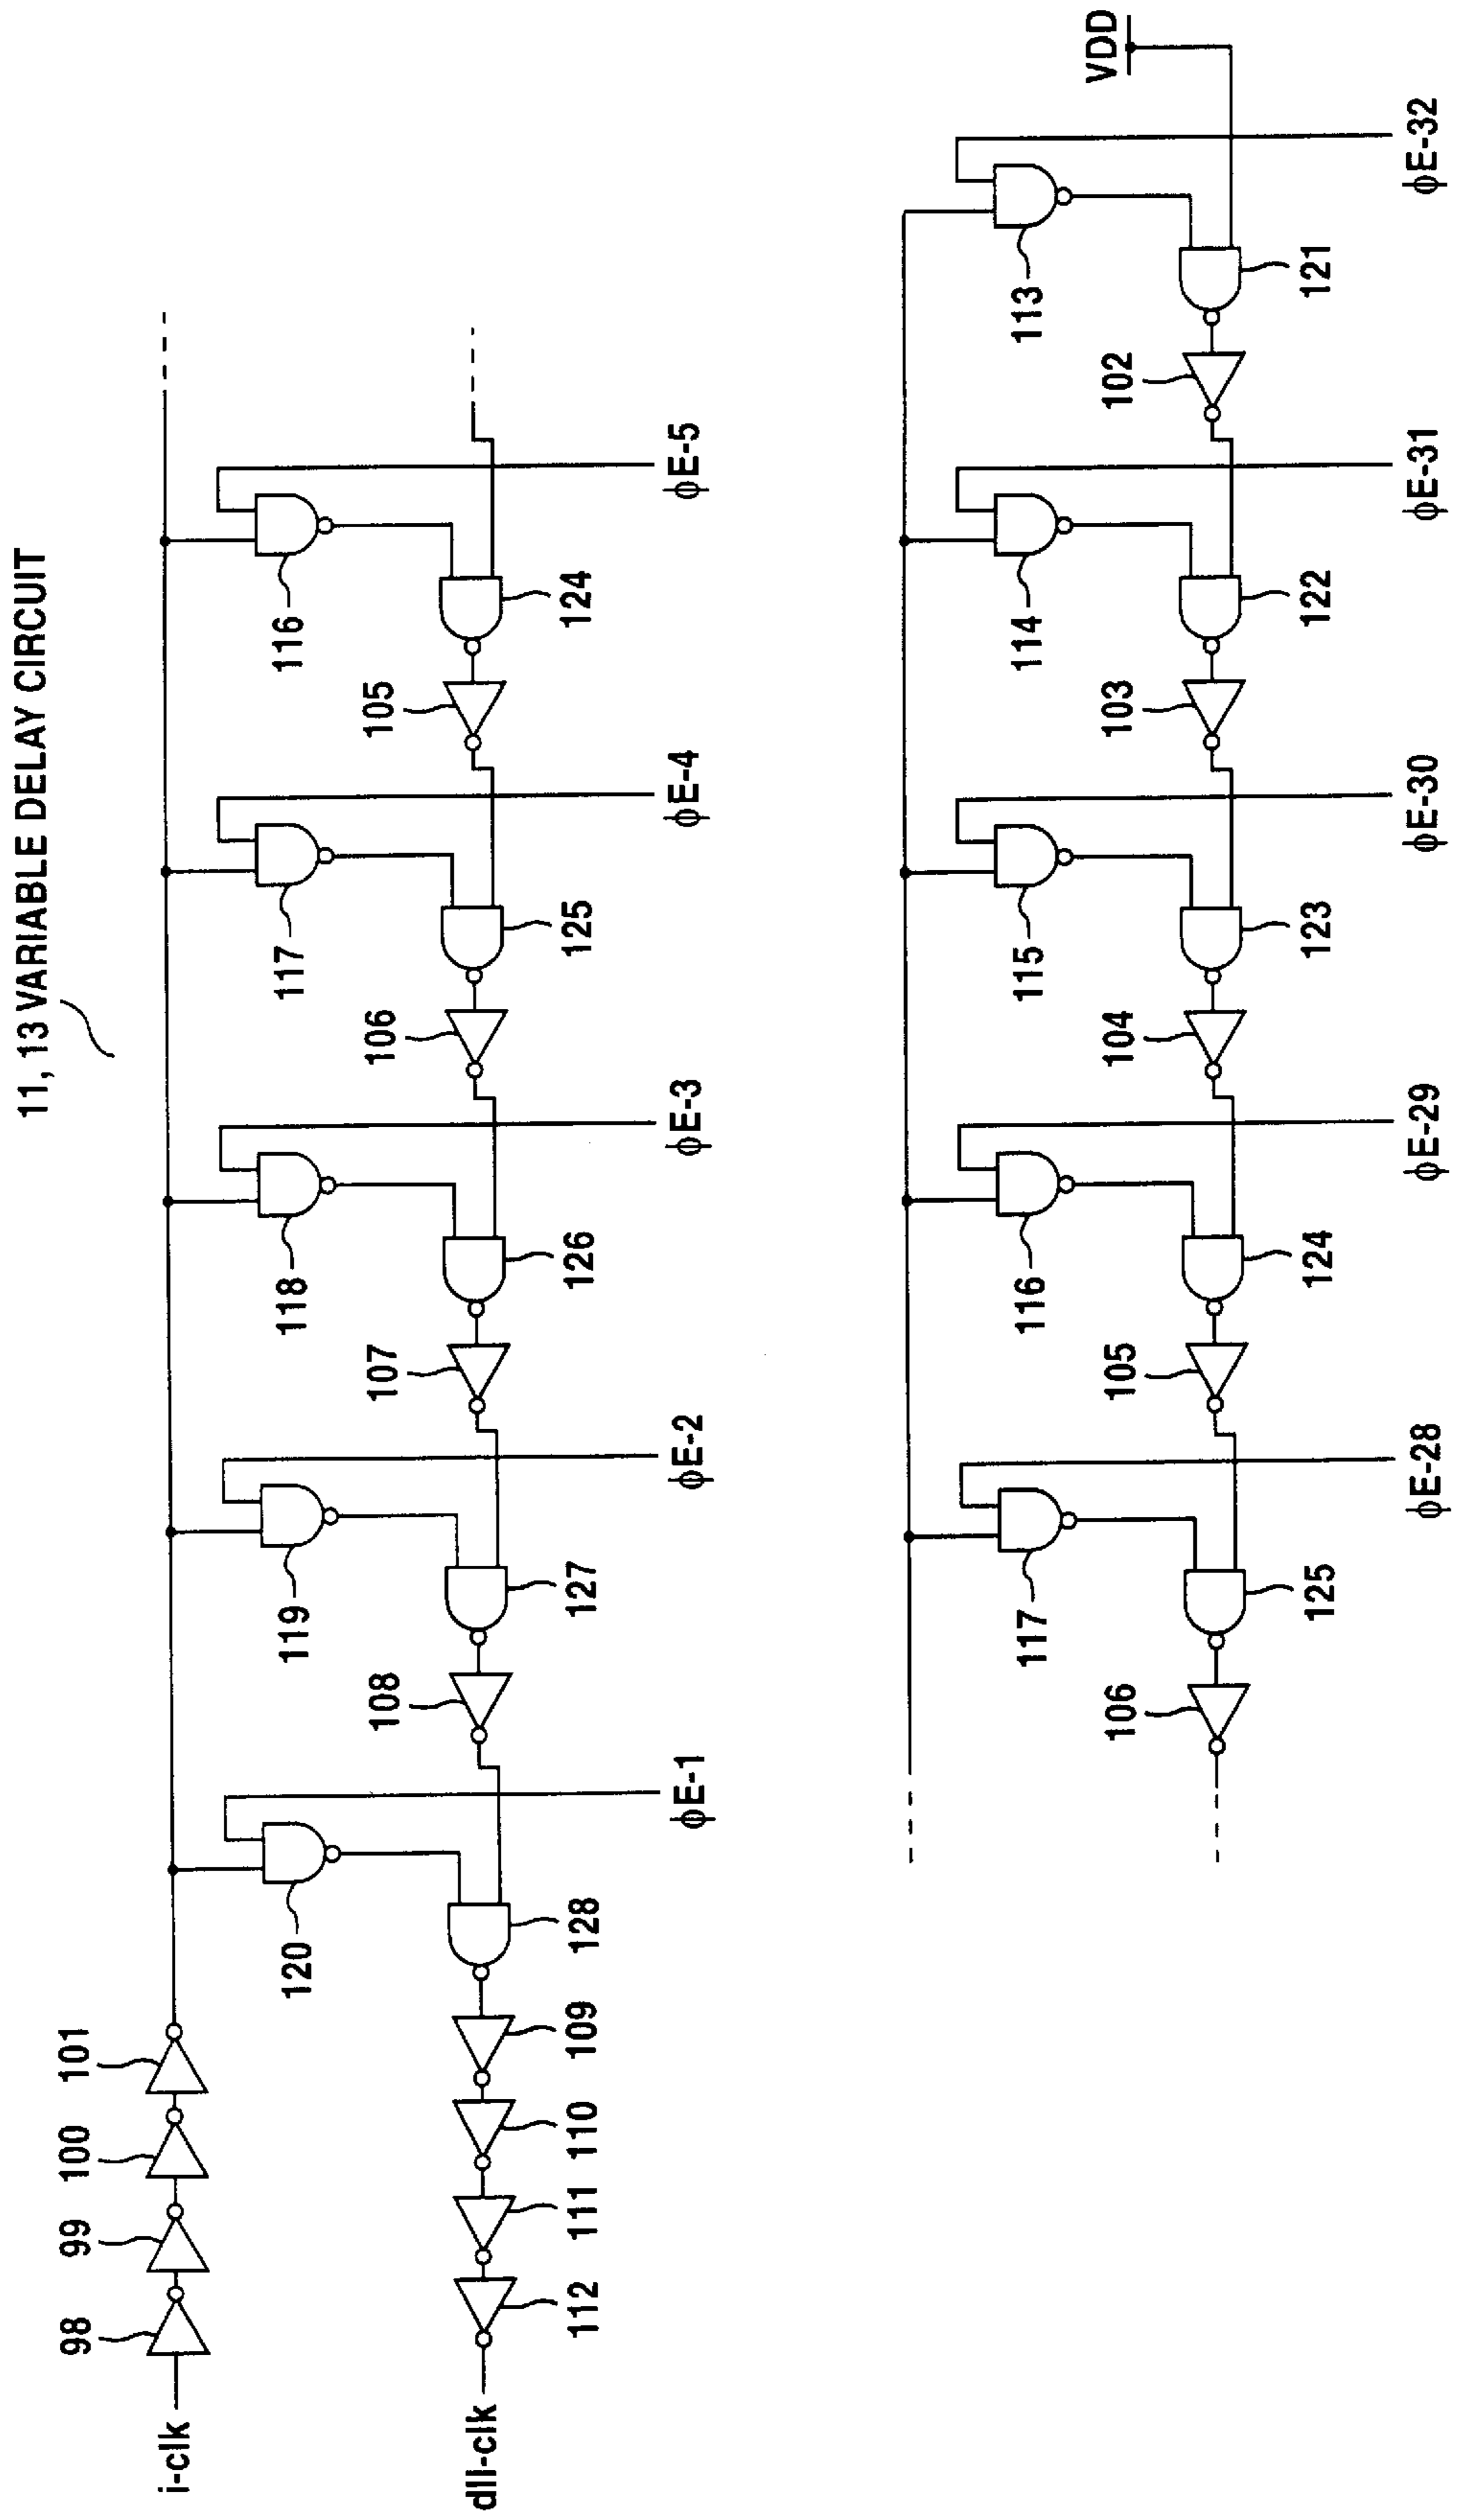 11, 13 VARIABLE DELAY CIRCUIT
98
99
100
101
i-clk
120
119
118
117
116
108
107
106
105
dll-clk
112
111
110
109
128
127
126
125
124
ϕE-1
ϕE-2
ϕE-3
ϕE-4
ϕE-5
117
116
115
114
113
VDD
106
105
104
103
102
125
124
123
122
121
ϕE-28
ϕE-29
ϕE-30
ϕE-31
ϕE-32